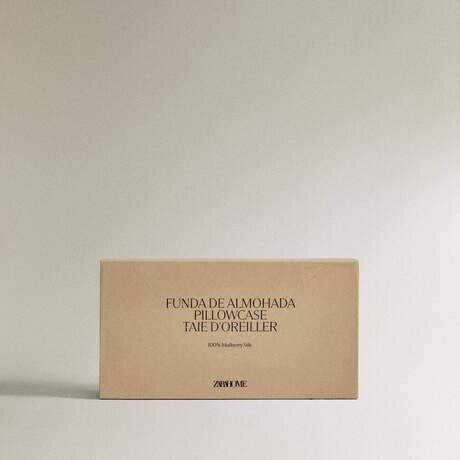 FUNDA DE ALMOHADA
PILLOWCASE
TAIE D'OREILLER
100% Mulberry Silk
ZARA HOME